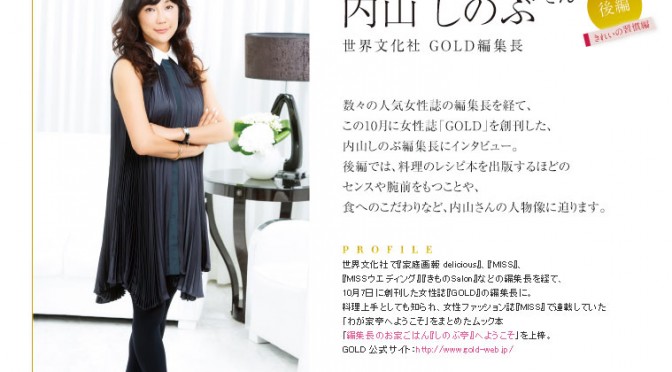 内山 しのぶさん
後編
きれいの習慣編
世界文化社 GOLD編集長
数々の人気女性誌の編集長を経て、
この10月に女性誌「GOLD」を創刊した、
内山しのぶ編集長にインタビュー。
後編では、料理のレシピ本を出版するほどの
センスや腕前をもつことや、
食へのこだわりなど、内山さんの人物像に迫ります。
PROFILE
世界文化社で『家庭画報 delicious』、『MISS』、
『MISSウエディング』『きものSalon』などの編集長を経て、
10月7日に創刊した女性誌『GOLD』の編集長に。
料理上手としても知られ、女性ファッション誌『MISS』で連載していた
「わが家亭へようこそ」をまとめたムック本
「編集長のお家ごはん『しのぶ亭』へようこそ」を上梓。
GOLD 公式サイト：http://www.gold-web.jp/